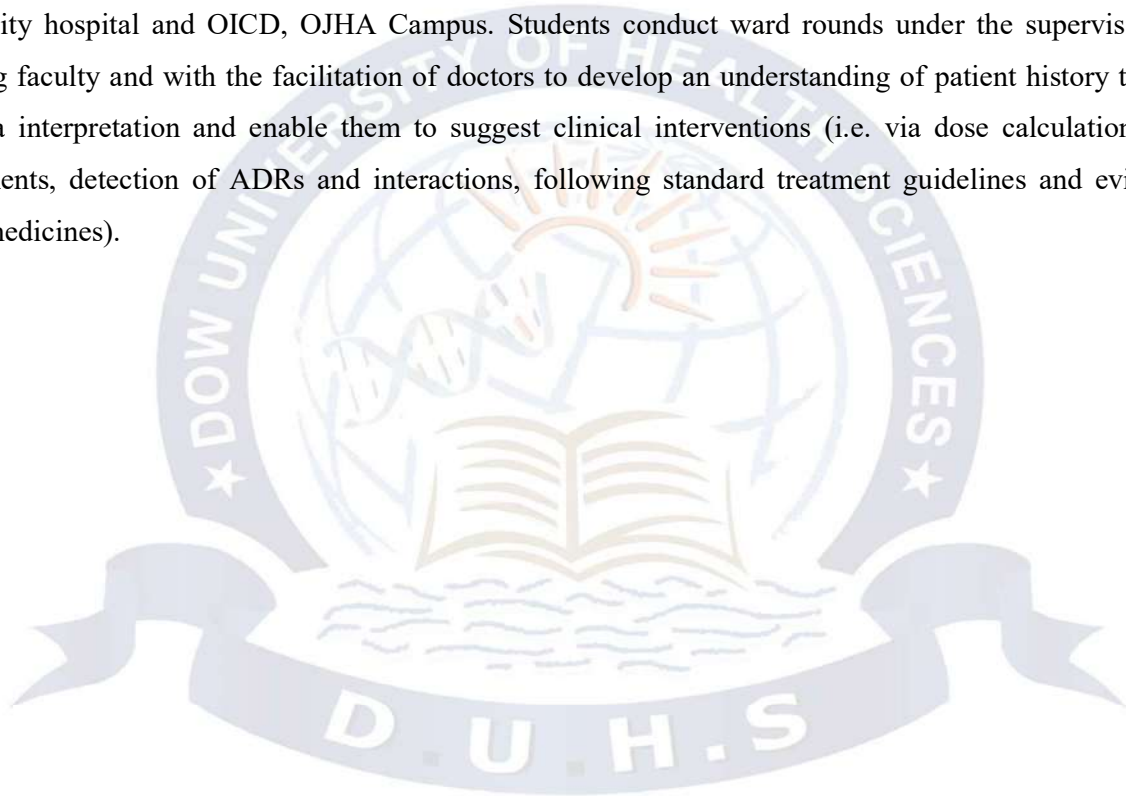 ity hospital and OICD, OJHA Campus. Students conduct ward rounds under the supervis
g faculty and with the facilitation of doctors to develop an understanding of patient history t
a interpretation and enable them to suggest clinical interventions (i.e. via dose calculation
ents, detection of ADRs and interactions, following standard treatment guidelines and evi
medicines).
★ DOW UNIVERSITY OF HEALTH SCIENCES ★
D.U.H.S